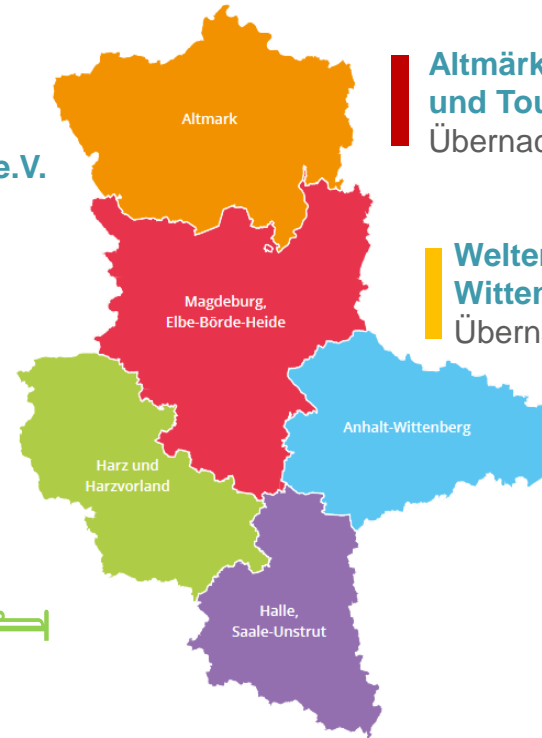 e.V.
Altmark
Magdeburg,
Elbe-Börde-Heide
Harz und
Harzvorland
Anhalt-Wittenberg
Halle,
Saale-Unstrut
Altmärk
und Tou
Übernac
Welter
Witten
Übern